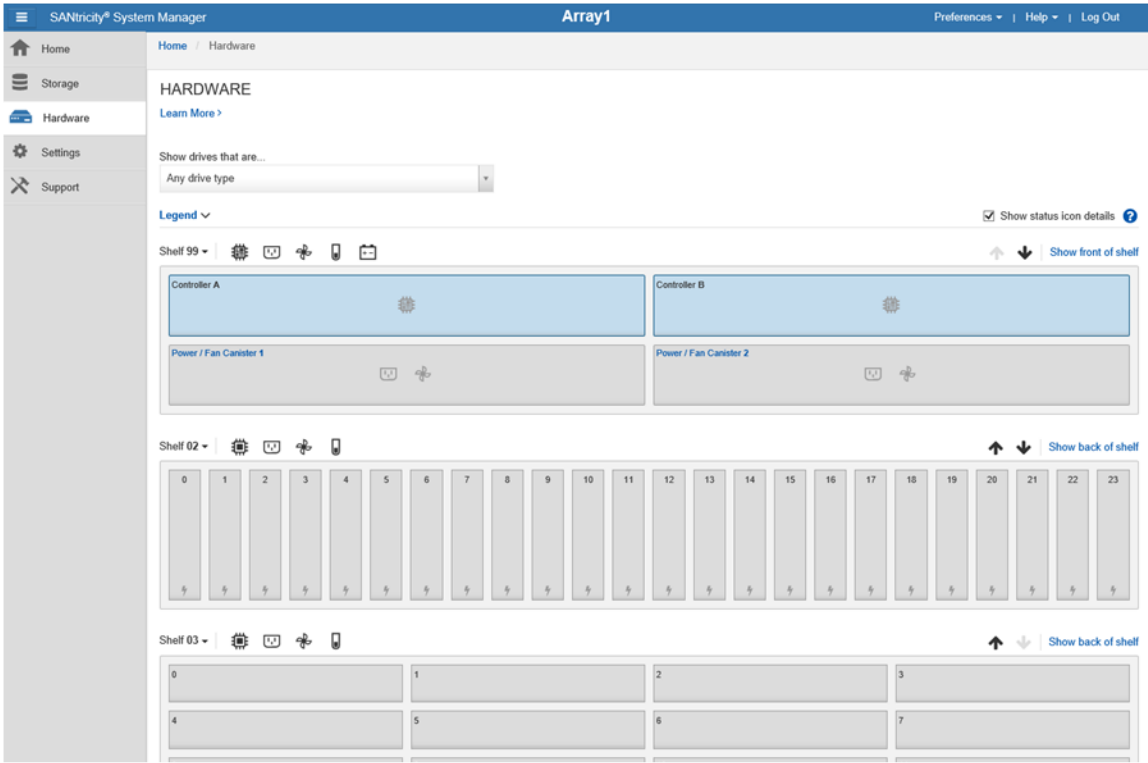 SANtricity® System Manager Array1 Preferences | Help | Log Out
Home Home / Hardware
Storage
Hardware
Settings
Support
HARDWARE
Learn More >
Show drives that are...
Any drive type
Legend Show status icon details ?
Shelf 99 Show front of shelf
Controller A Controller B
Power / Fan Canister 1 Power / Fan Canister 2
Shelf 02 Show back of shelf
0 1 2 3 4 5 6 7 8 9 10 11 12 13 14 15 16 17 18 19 20 21 22 23
Shelf 03 Show back of shelf
0 1 2 3
4 5 6 7